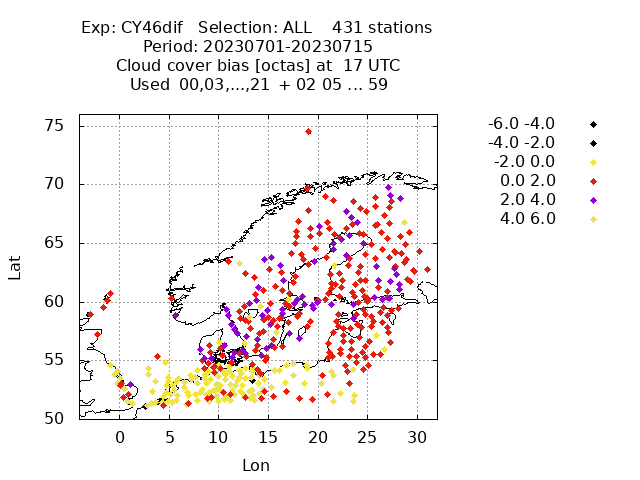 Exp: CY46dif   Selection: ALL    431 stations
Period: 20230701-20230715
Cloud cover bias [octas] at  17 UTC
Used  00,03,...,21  + 02 05 ... 59
-6.0 -4.0
-4.0 -2.0
-2.0 0.0
0.0 2.0
2.0 4.0
4.0 6.0
75
70
65
60
55
50
Lat
0 5 10 15 20 25 30
Lon